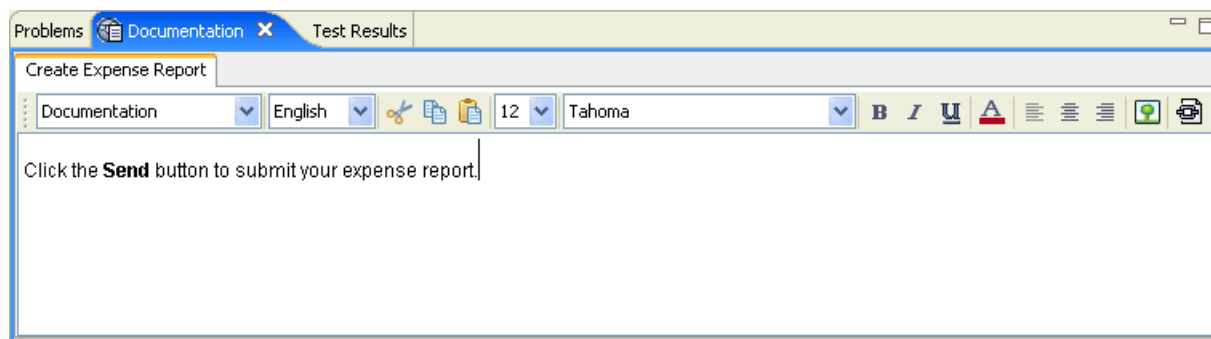 Problems Documentation Test Results
Create Expense Report
Documentation English 12 Tahoma B I U A
Click the Send button to submit your expense report.